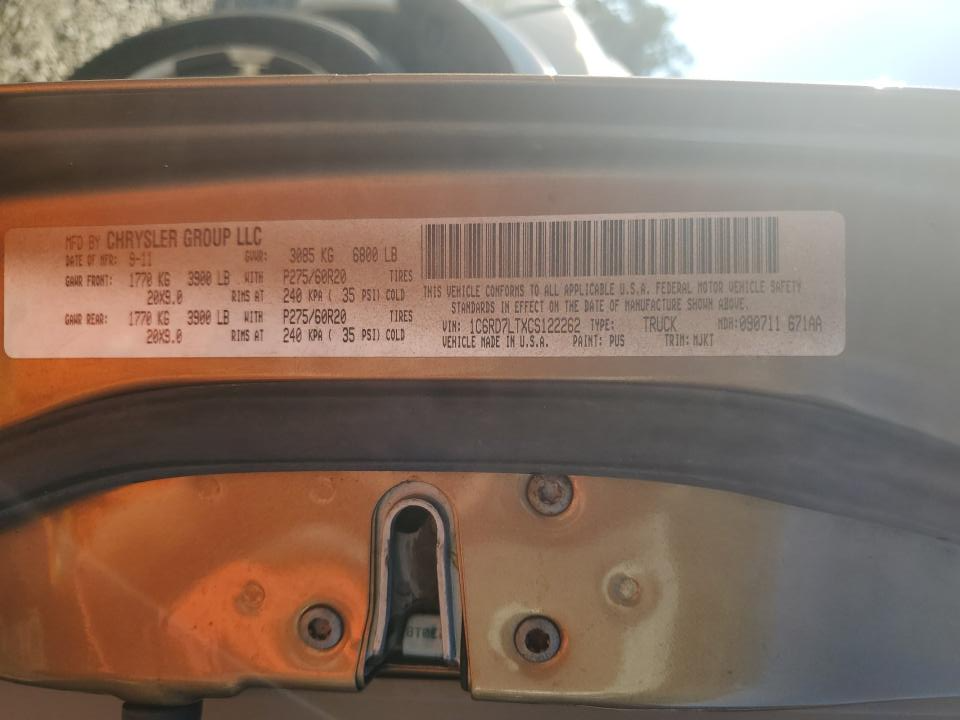 MFD BY CHRYSLER GROUP LLC
DATE OF MFR: 9-11 GVWR: 3085 KG 6800 LB
GAWR FRONT: 1770 KG 3900 LB WITH P275/60R20 TIRES
20X9.0 RIMS AT 240 KPA ( 35 PSI) COLD
GAWR REAR: 1770 KG 3900 LB WITH P275/60R20 TIRES
20X9.0 RIMS AT 240 KPA ( 35 PSI) COLD
THIS VEHICLE CONFORMS TO ALL APPLICABLE U.S.A. FEDERAL MOTOR VEHICLE SAFETY
STANDARDS IN EFFECT ON THE DATE OF MANUFACTURE SHOWN ABOVE.
VIN: 1C6RD7LTXCS122262 TYPE: TRUCK MDH: 090711 671AA
VEHICLE MADE IN U.S.A. PAINT: PUS TRIM: MJKT